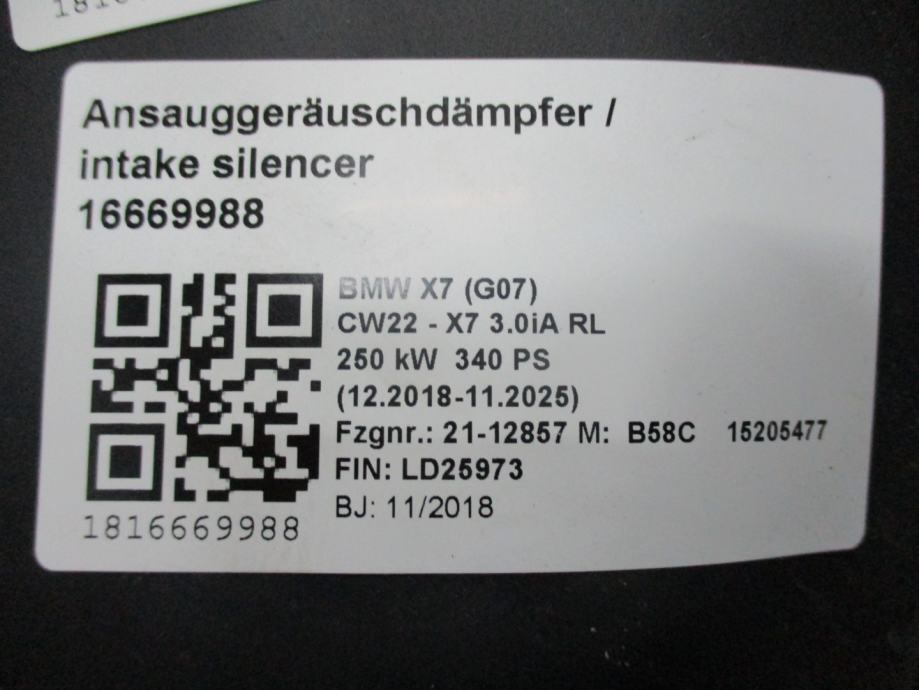 Ansauggeräuschdämpfer /
intake silencer
16669988
BMW X7 (G07)
CW22 - X7 3.0iA RL
250 kW 340 PS
(12.2018-11.2025)
Fzgnr.: 21-12857 M: B58C 15205477
FIN: LD25973
BJ: 11/2018
1816669988